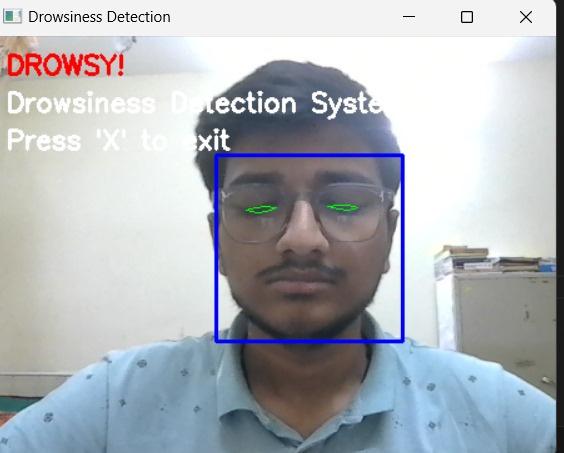 Drowsiness Detection
DROWSY!
Drowsiness Detection Syste
Press 'X' to exit